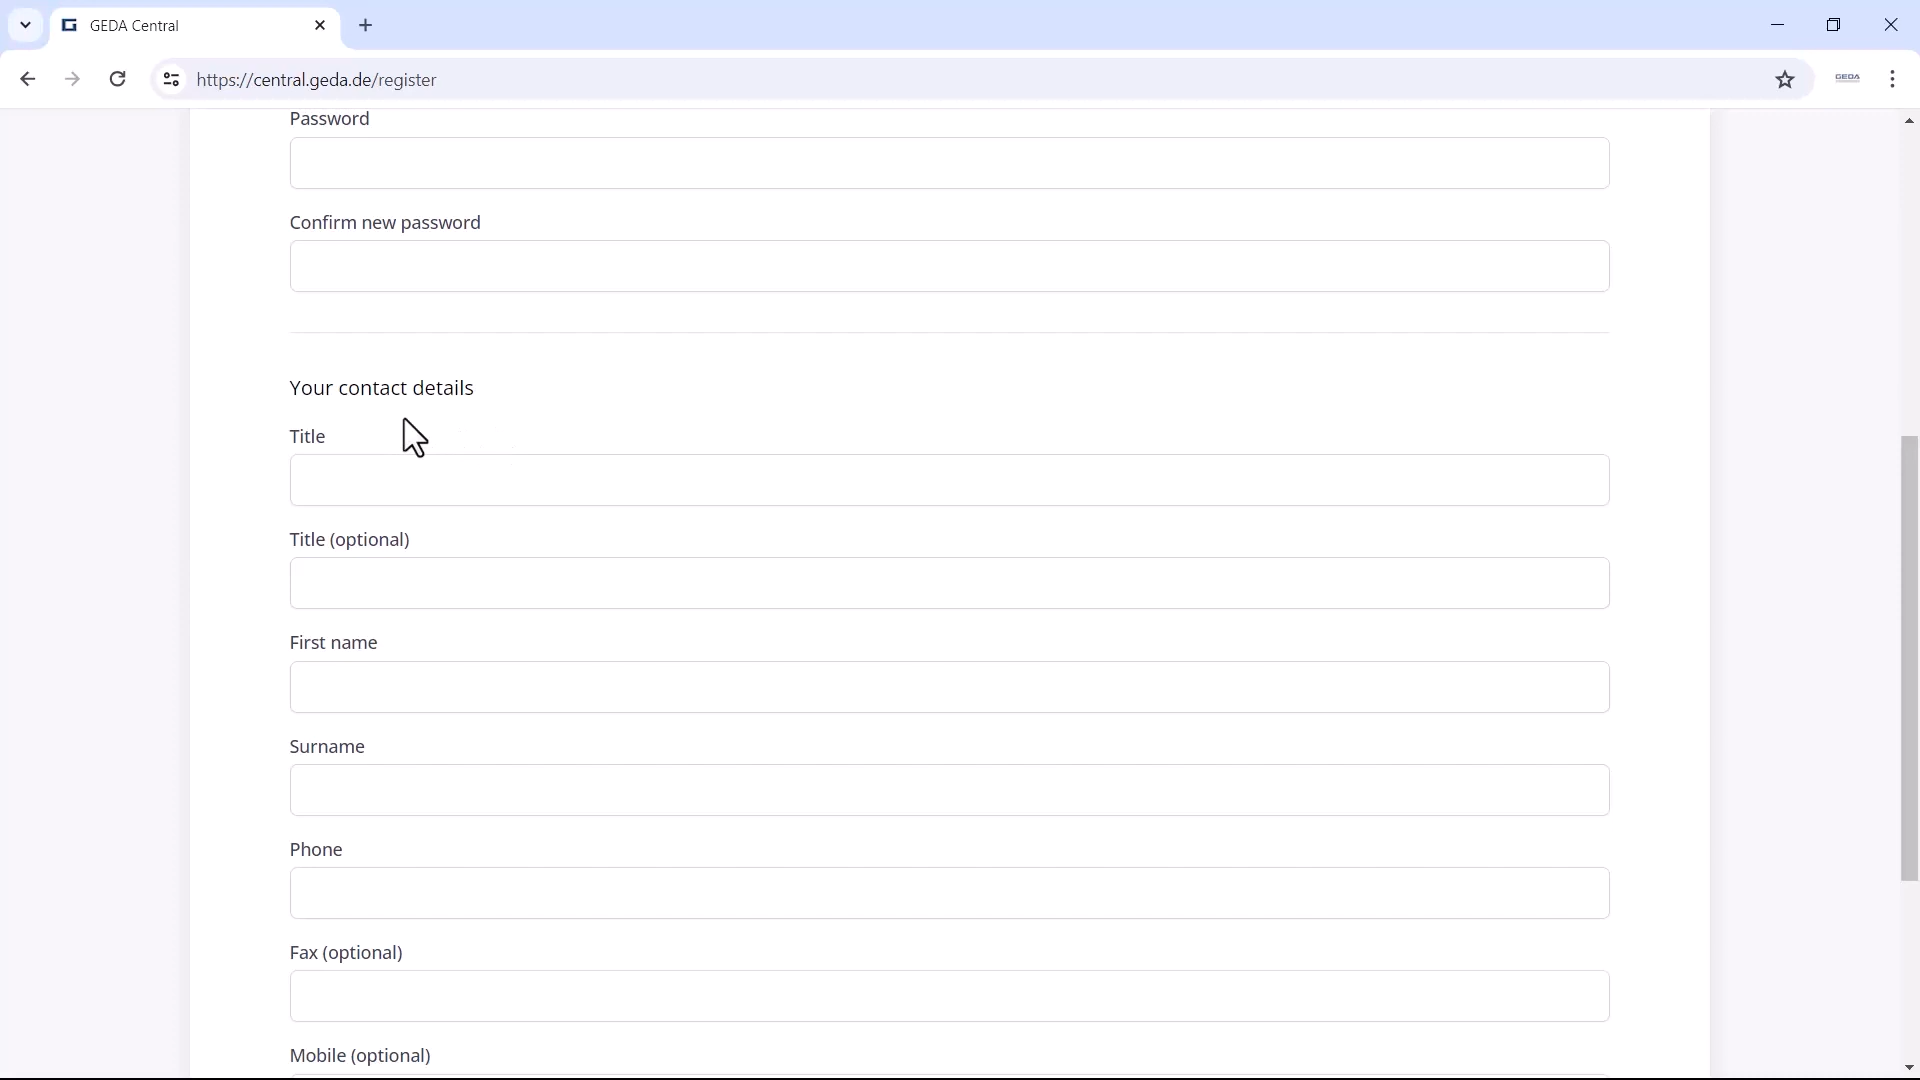 GEDA Central
https://central.geda.de/register
GEDA
Password
Confirm new password
Your contact details
Title
Title (optional)
First name
Surname
Phone
Fax (optional)
Mobile (optional)